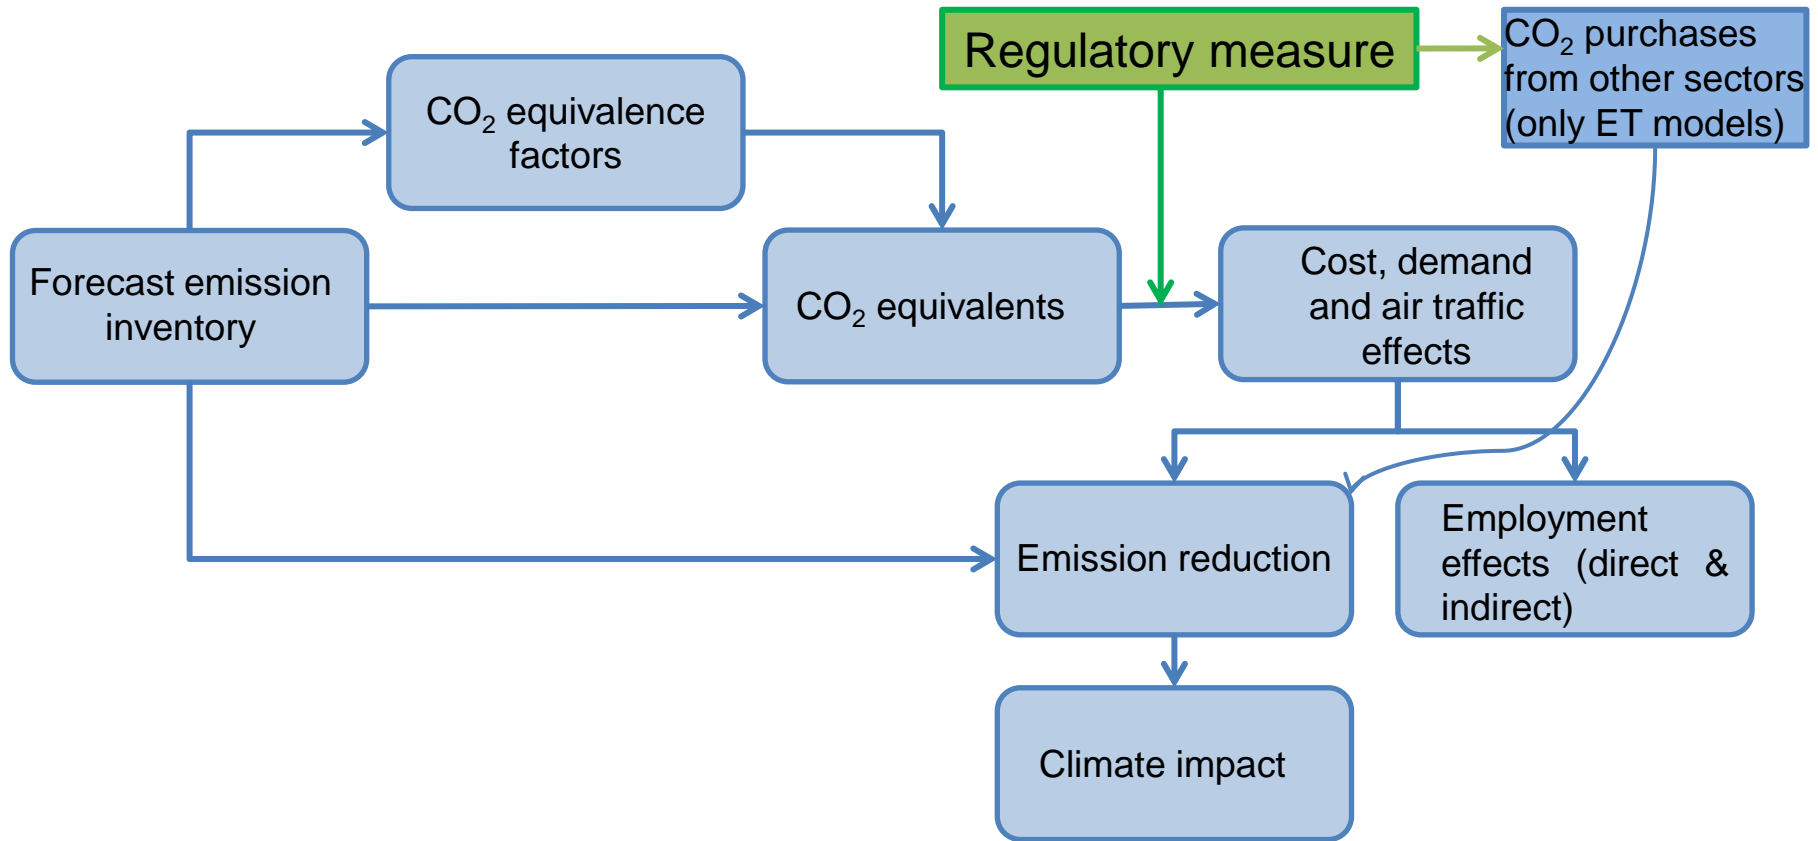 Regulatory measure
CO₂ purchases
from other sectors
(only ET models)
CO₂ equivalence
factors
Forecast emission
inventory
CO₂ equivalents
Cost, demand
and air traffic
effects
Emission reduction
Employment
effects (direct &
indirect)
Climate impact